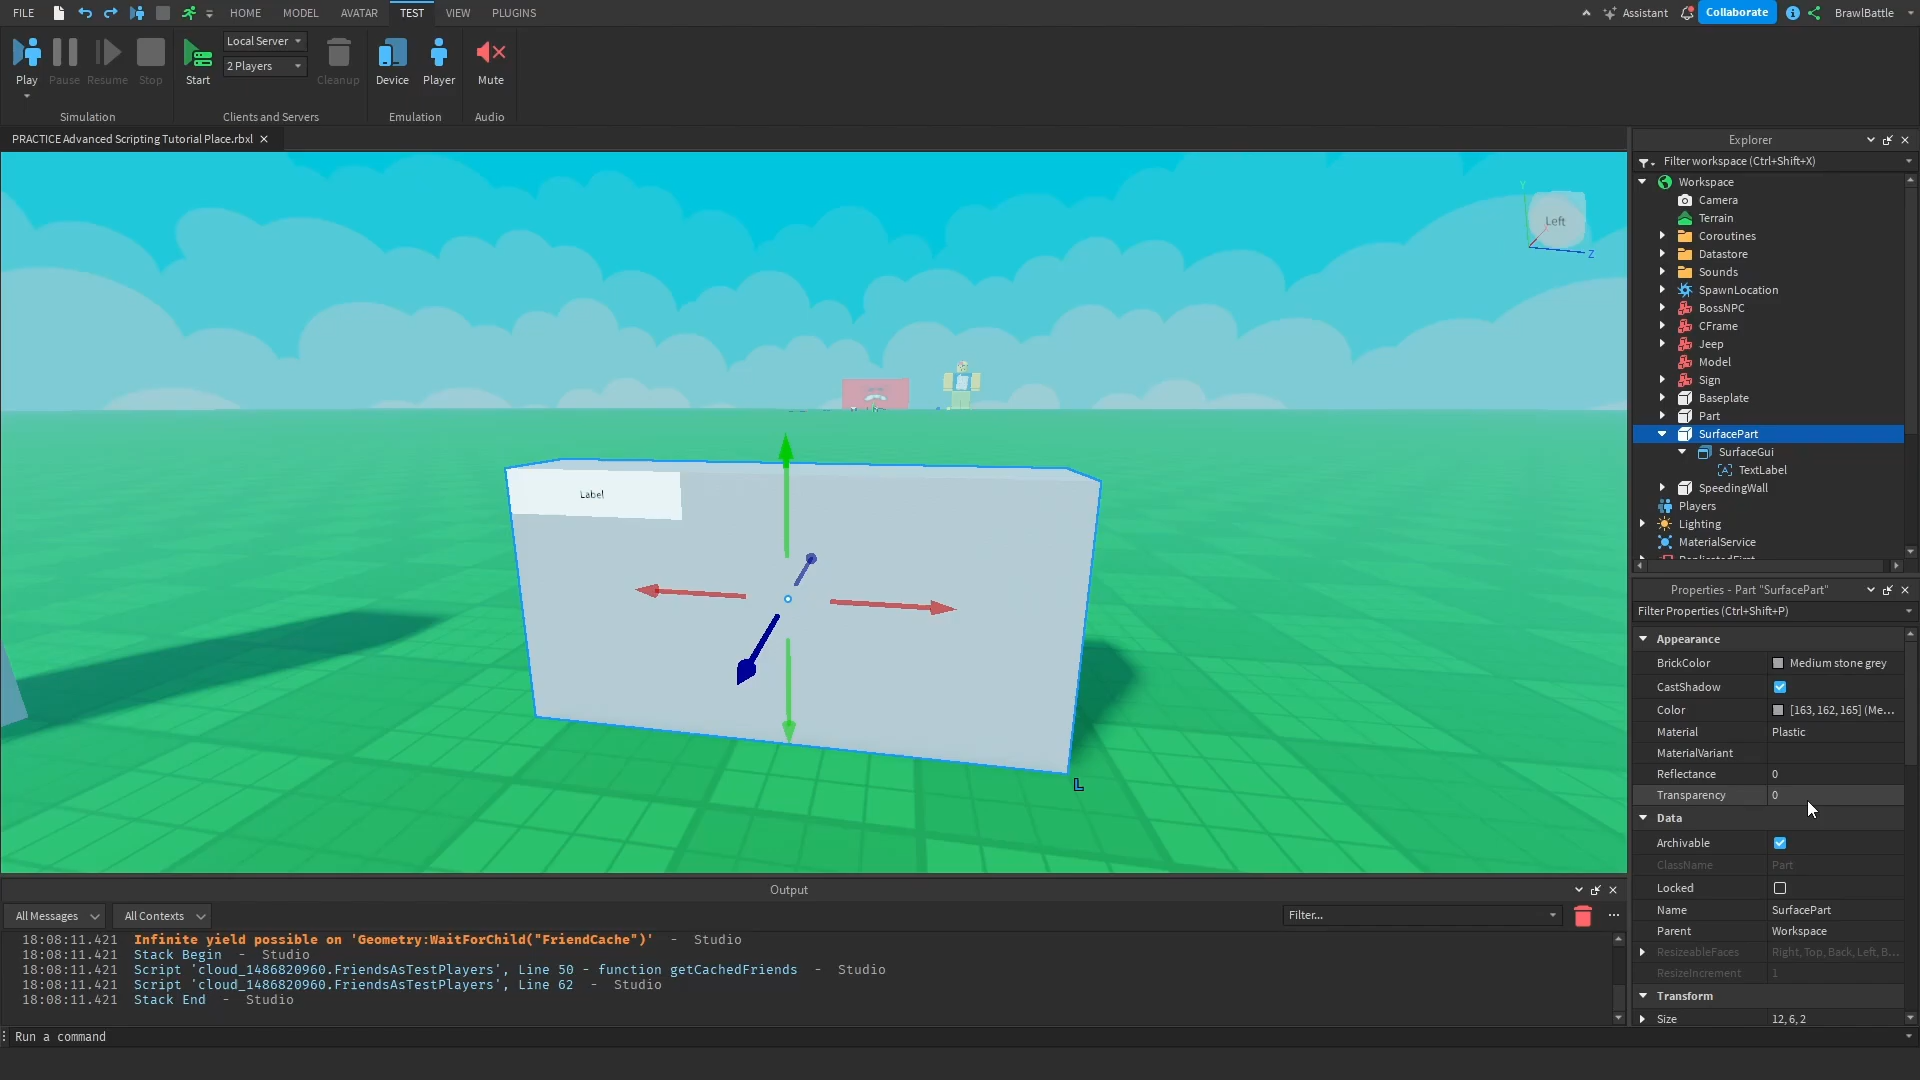 FILE HOME MODEL AVATAR TEST VIEW PLUGINS Assistant Collaborate BrawlBattle
Play Pause Resume Stop Start Local Server 2 Players Cleanup Device Player Mute
Simulation Clients and Servers Emulation Audio
PRACTICE Advanced Scripting Tutorial Place.rbxl
Left
Y
Z
Label
L
Explorer
Filter workspace (Ctrl+Shift+X)
Workspace
Camera
Terrain
Coroutines
Datastore
Sounds
SpawnLocation
BossNPC
CFrame
Jeep
Model
Sign
Baseplate
Part
SurfacePart
SurfaceGui
TextLabel
SpeedingWall
Players
Lighting
MaterialService
ReplicatedFirst
Properties - Part "SurfacePart"
Filter Properties (Ctrl+Shift+P)
Appearance
BrickColor Medium stone grey
CastShadow
Color [163, 162, 165] (Me...
Material Plastic
MaterialVariant
Reflectance 0
Transparency 0
Data
Archivable
ClassName Part
Locked
Name SurfacePart
Parent Workspace
ResizeableFaces Right, Top, Back, Left, B...
ResizeIncrement 1
Transform
Size 12, 6, 2
Output
All Messages All Contexts Filter...
18:08:11.421 Infinite yield possible on 'Geometry:WaitForChild("FriendCache")' - Studio
18:08:11.421 Stack Begin - Studio
18:08:11.421 Script 'cloud_1486820960.FriendsAsTestPlayers', Line 50 - function getCachedFriends - Studio
18:08:11.421 Script 'cloud_1486820960.FriendsAsTestPlayers', Line 62 - Studio
18:08:11.421 Stack End - Studio
Run a command